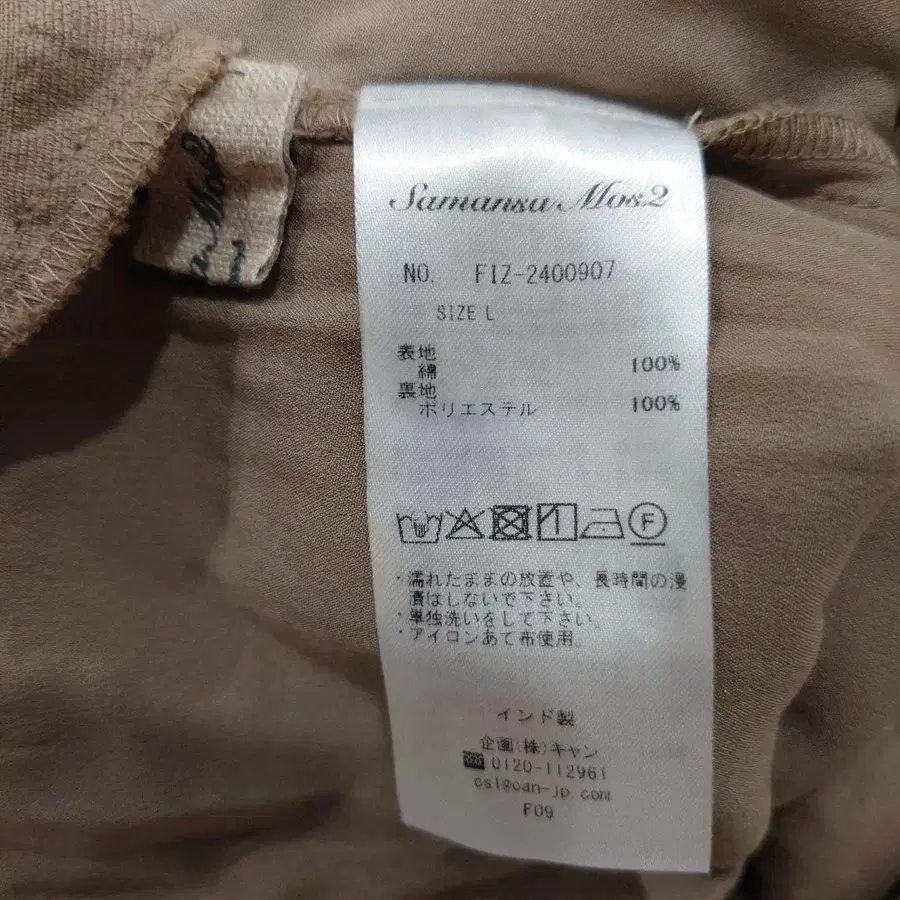 Samansa Mos2
NO. FIZ-2400907
SIZE L
表地
綿 100%
裏地
ポリエステル 100%
F
・濡れたままの放置や、長時間の浸
漬はしないで下さい。
・単独洗いをして下さい。
・アイロンあて布使用。
インド製
企画(株)キャン
☎ 0120-112961
csl@can-jp.com
F09
Mos2